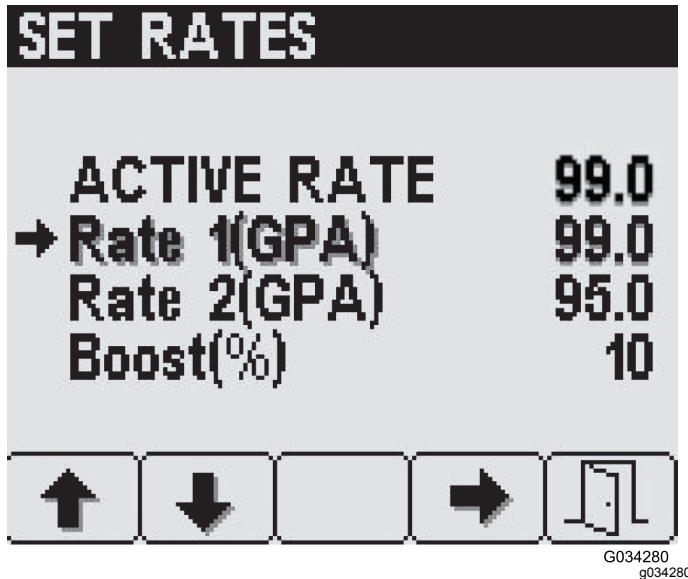 SET RATES
ACTIVE RATE 99.0
Rate 1(GPA) 99.0
Rate 2(GPA) 95.0
Boost(%) 10
G034280
g034280